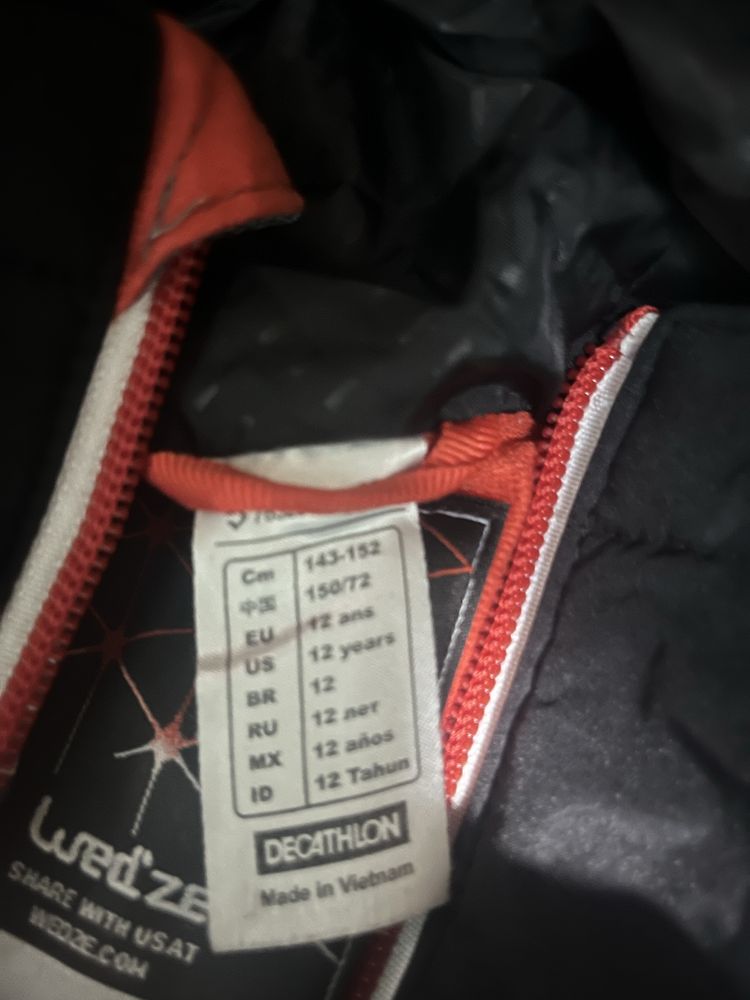 Cm 143-152
中国 150/72
EU 12 ans
US 12 years
BR 12
RU 12 лет
MX 12 años
ID 12 Tahun
DECATHLON
Made in Vietnam
wed'ze
SHARE WITH US AT
WEDZE.COM